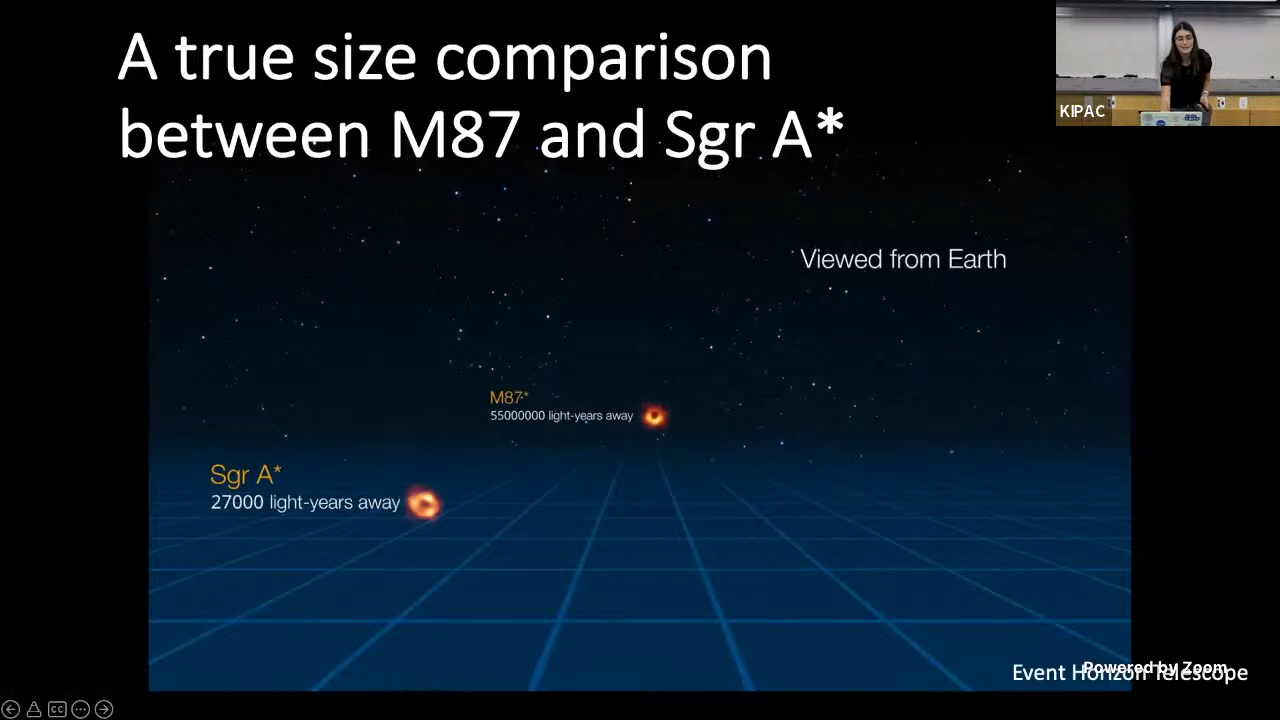 A true size comparison
between M87 and Sgr A*
KIPAC
Viewed from Earth
M87*
55000000 light-years away
Sgr A*
27000 light-years away
Event Horizon Telescope
Powered by Zoom
CC